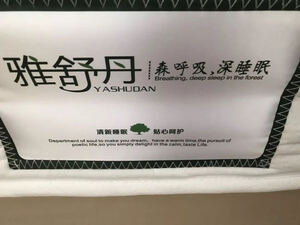 雅舒丹
YASHUDAN
森呼吸,深睡眠
Breathing, deep sleep in the forest
清新睡眠 贴心呵护
Department of soul to make you dream, have a warm time,the pursuit of
poetic life,so you simply delight in the calm,taste Life.